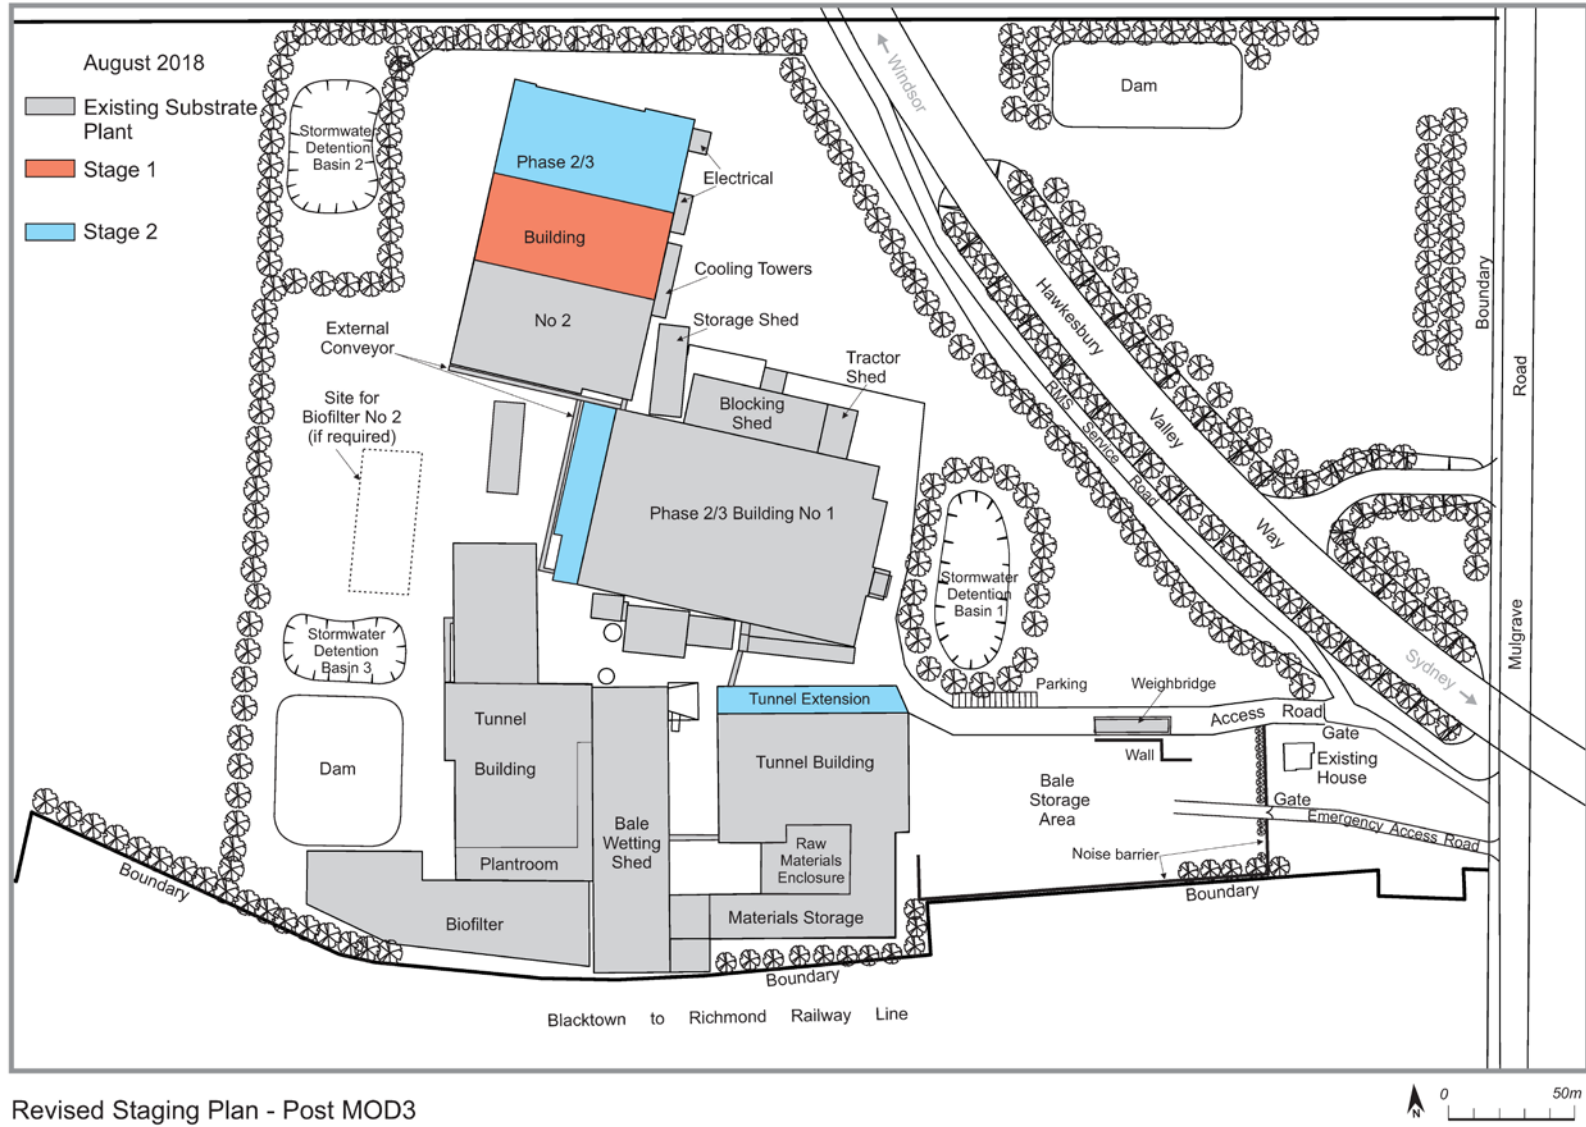 August 2018
Existing Substrate
Plant
Stage 1
Stage 2
Stormwater
Detention
Basin 2
Phase 2/3
Building
No 2
Electrical
Cooling Towers
Storage Shed
External
Conveyor
Site for
Biofilter No 2
(if required)
Tractor
Shed
Blocking
Shed
Phase 2/3 Building No 1
Windsor
Dam
Hawkesbury
Valley
Way
RMS
Service
Road
Sydney
Boundary
Road
Mulgrave
Stormwater
Detention
Basin 1
Stormwater
Detention
Basin 3
Dam
Tunnel
Building
Plantroom
Biofilter
Bale
Wetting
Shed
Tunnel Extension
Tunnel Building
Raw
Materials
Enclosure
Materials Storage
Parking
Weighbridge
Wall
Access Road
Gate
Existing
House
Gate
Emergency Access Road
Bale
Storage
Area
Noise barrier
Boundary
Boundary
Boundary
Blacktown to Richmond Railway Line
Revised Staging Plan - Post MOD3
N
0 50m